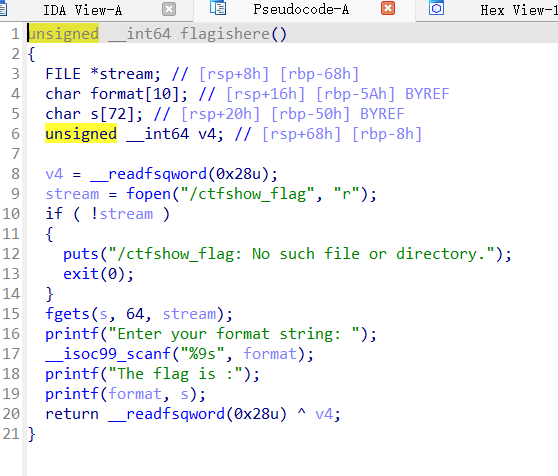 IDA View-A Pseudocode-A Hex View-1
1 unsigned __int64 flagishere()
2 {
3 FILE *stream; // [rsp+8h] [rbp-68h]
4 char format[10]; // [rsp+16h] [rbp-5Ah] BYREF
5 char s[72]; // [rsp+20h] [rbp-50h] BYREF
6 unsigned __int64 v4; // [rsp+68h] [rbp-8h]
7
8 v4 = __readfsqword(0x28u);
9 stream = fopen("/ctfshow_flag", "r");
10 if ( !stream )
11 {
12 puts("/ctfshow_flag: No such file or directory.");
13 exit(0);
14 }
15 fgets(s, 64, stream);
16 printf("Enter your format string: ");
17 __isoc99_scanf("%9s", format);
18 printf("The flag is :");
19 printf(format, s);
20 return __readfsqword(0x28u) ^ v4;
21 }